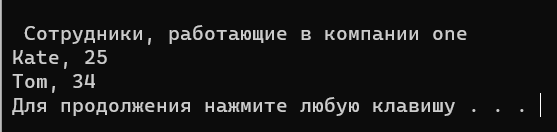 Сотрудники, работающие в компании one
Kate, 25
Tom, 34
Для продолжения нажмите любую клавишу . . .